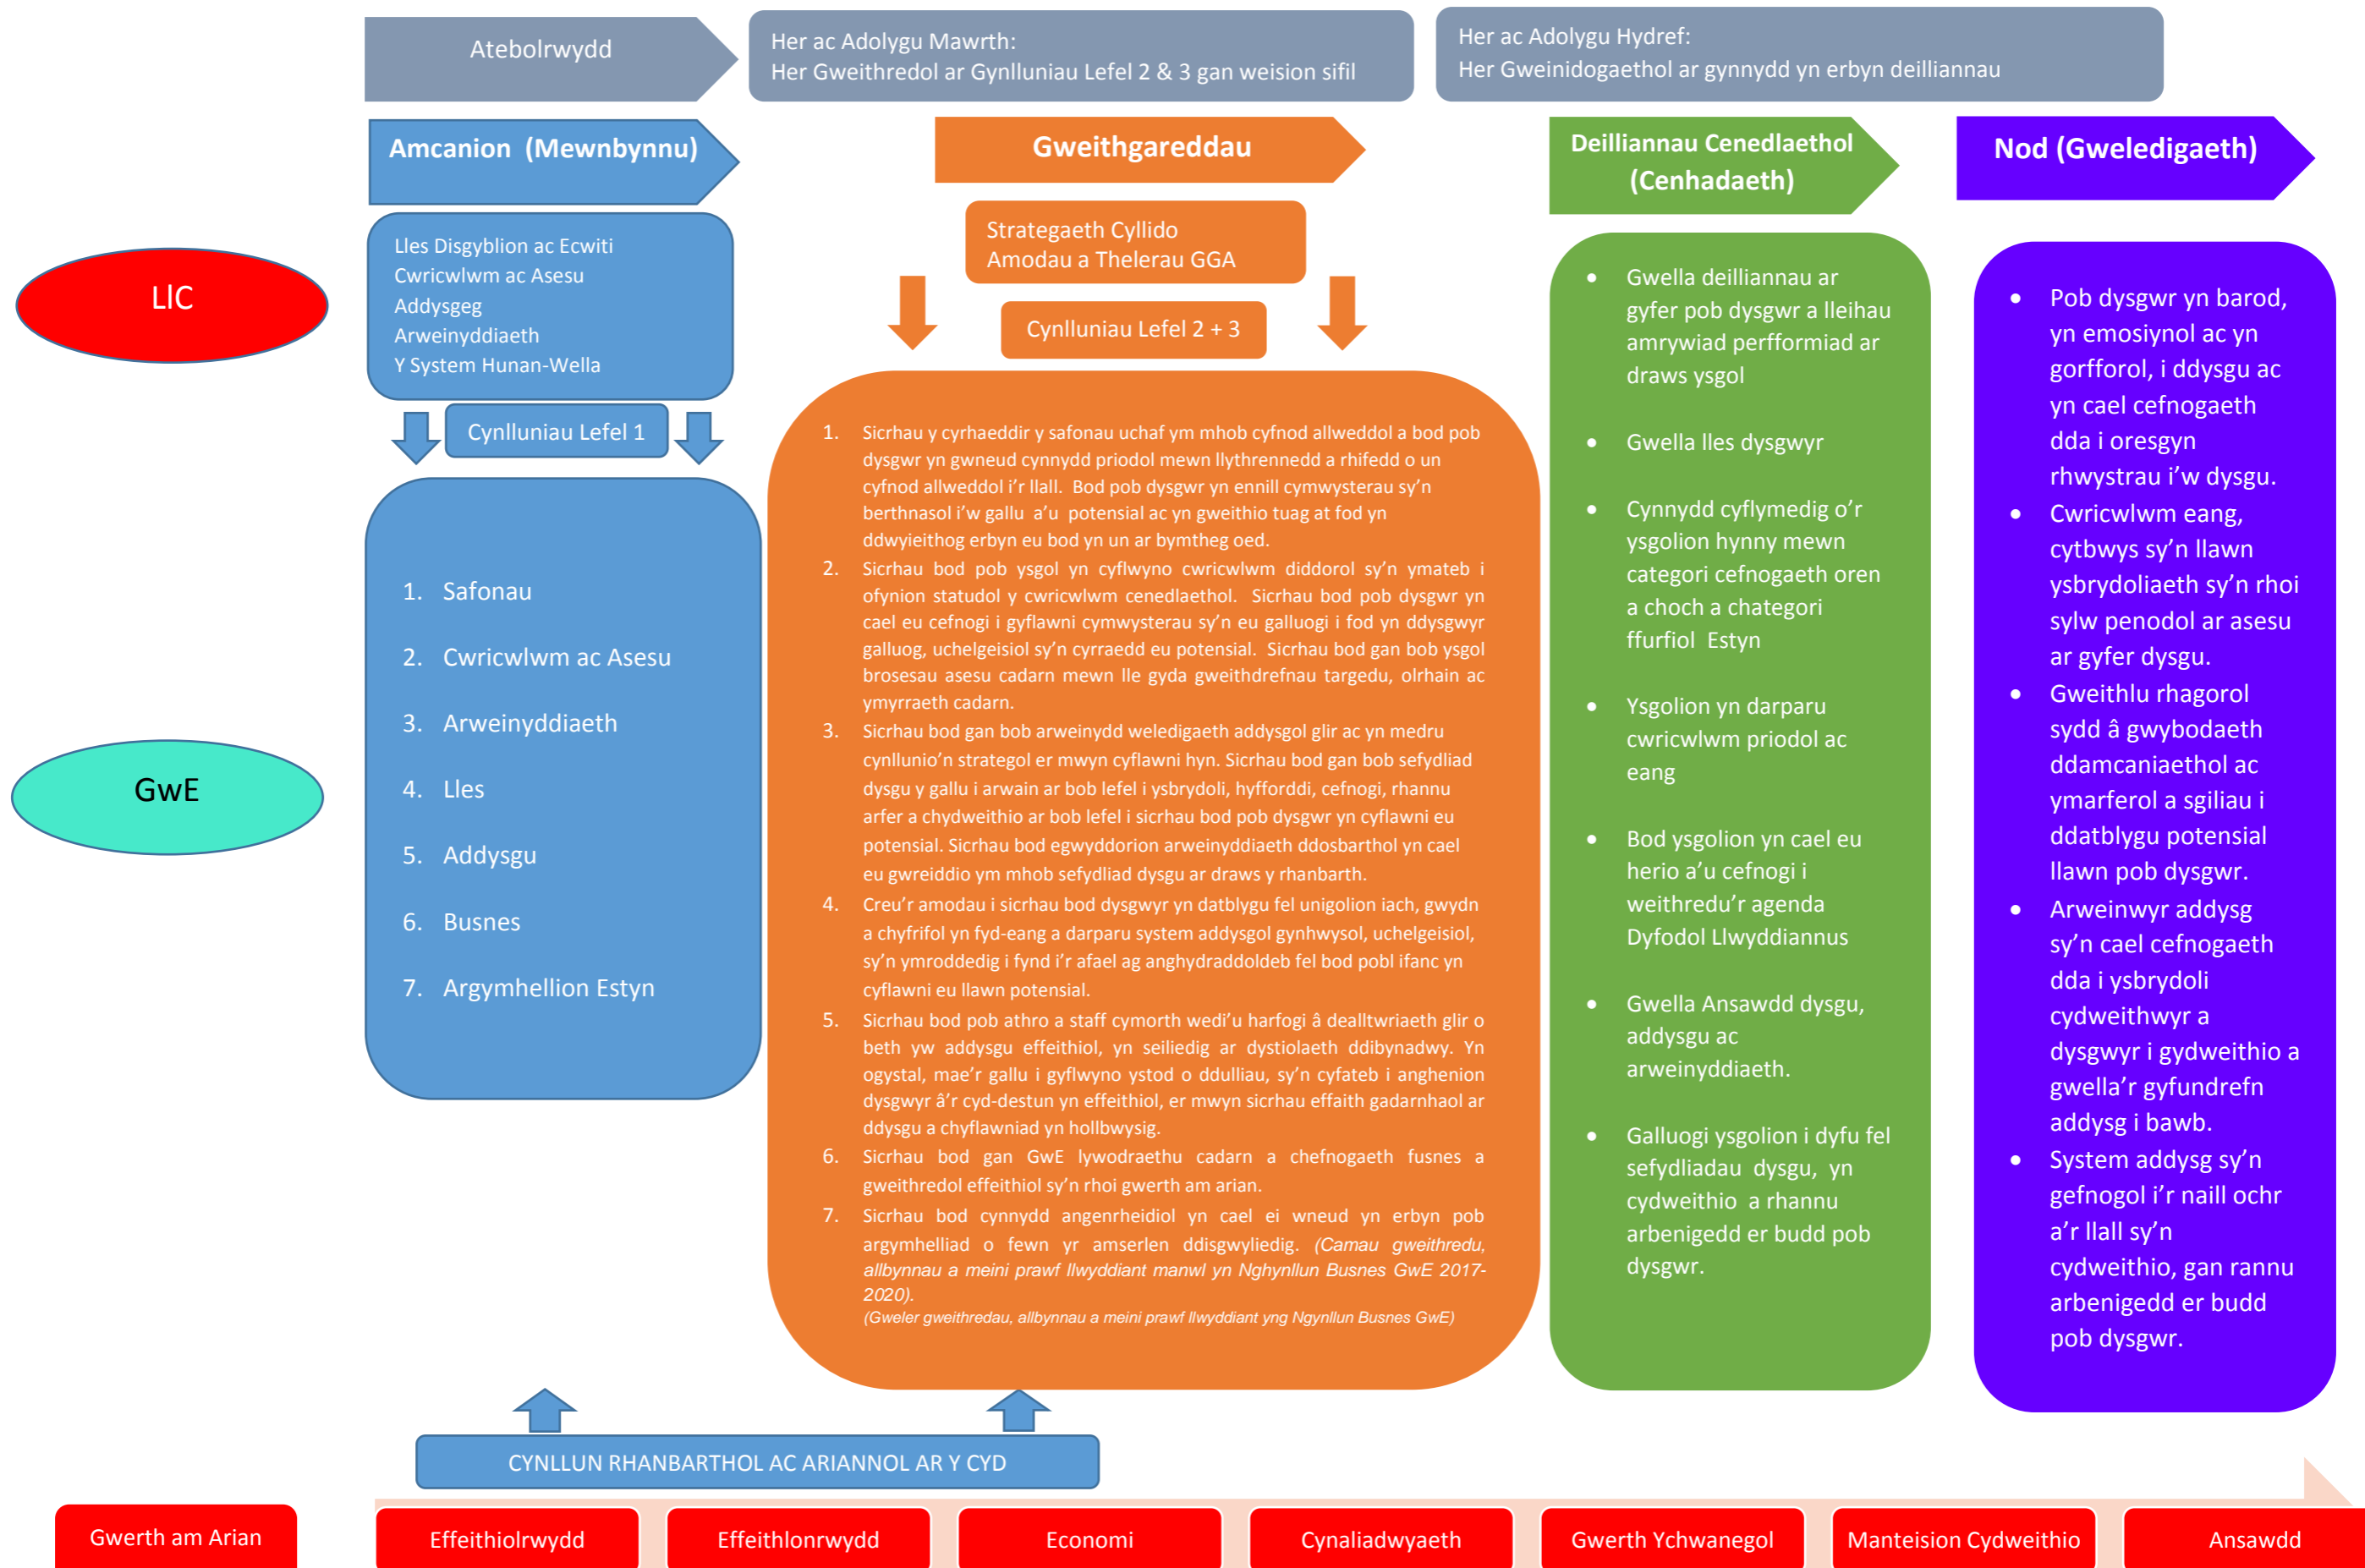 Atebolrwydd
Her ac Adolygu Mawrth:
Her Gweithredol ar Gynlluniau Lefel 2 & 3 gan weision sifil
Her ac Adolygu Hydref:
Her Gweinidogaethol ar gynnydd yn erbyn deilliannau
Amcanion (Mewnbynnu)
Gweithgareddau
Deilliannau Cenedlaethol
(Cenhadaeth)
Nod (Gweledigaeth)
LlC
Lles Disgyblion ac Ecwiti
Cwricwlwm ac Asesu
Addysgeg
Arweinyddiaeth
Y System Hunan-Wella
Cynlluniau Lefel 1
GwE
1. Safonau
2. Cwricwlwm ac Asesu
3. Arweinyddiaeth
4. Lles
5. Addysgu
6. Busnes
7. Argymhellion Estyn
Strategaeth Cyllido
Amodau a Thelerau GGA
Cynlluniau Lefel 2 + 3
1. Sicrhau y cyrhaeddir y safonau uchaf ym mhob cyfnod allweddol a bod pob
dysgwr yn gwneud cynnydd priodol mewn llythrennedd a rhifedd o un
cyfnod allweddol i'r llall. Bod pob dysgwr yn ennill cymwysterau sy'n
berthnasol i'w gallu a'u potensial ac yn gweithio tuag at fod yn
ddwyieithog erbyn eu bod yn un ar bymtheg oed.
2. Sicrhau bod pob ysgol yn cyflwyno cwricwlwm diddorol sy'n ymateb i
ofynion statudol y cwricwlwm cenedlaethol. Sicrhau bod pob dysgwr yn
cael eu cefnogi i gyflawni cymwysterau sy'n eu galluogi i fod yn ddysgwyr
galluog, uchelgeisiol sy'n cyrraedd eu potensial. Sicrhau bod gan bob ysgol
brosesau asesu cadarn mewn lle gyda gweithdrefnau targedu, olrhain ac
ymyrraeth cadarn.
3. Sicrhau bod gan bob arweinydd weledigaeth addysgol glir ac yn medru
cynllunio'n strategol er mwyn cyflawni hyn. Sicrhau bod gan bob sefydliad
dysgu y gallu i arwain ar bob lefel i ysbrydoli, hyfforddi, cefnogi, rhannu
arfer a chydweithio ar bob lefel i sicrhau bod pob dysgwr yn cyflawni eu
potensial. Sicrhau bod egwyddorion arweinyddiaeth ddosbarthol yn cael
eu gwreiddio ym mhob sefydliad dysgu ar draws y rhanbarth.
4. Creu'r amodau i sicrhau bod dysgwyr yn datblygu fel unigolion iach, gwydn
a chyfrifol yn fyd-eang a darparu system addysgol gynhwysol, uchelgeisiol,
sy'n ymroddedig i fynd i'r afael ag anghydraddoldeb fel bod pobl ifanc yn
cyflawni eu llawn potensial.
5. Sicrhau bod pob athro a staff cymorth wedi'u harfogi â dealltwriaeth glir o
beth yw addysgu effeithiol, yn seiliedig ar dystiolaeth ddibynadwy. Yn
ogystal, mae'r gallu i gyflwyno ystod o ddulliau, sy'n cyfateb i anghenion
dysgwyr â'r cyd-destun yn effeithiol, er mwyn sicrhau effaith gadarnhaol ar
ddysgu a chyflawniad yn hollbwysig.
6. Sicrhau bod gan GwE lywodraethu cadarn a chefnogaeth fusnes a
gweithredol effeithiol sy'n rhoi gwerth am arian.
7. Sicrhau bod cynnydd angenrheidiol yn cael ei wneud yn erbyn pob
argymhelliad o fewn yr amserlen ddisgwyliedig. (Camau gweithredu,
allbynnau a meini prawf llwyddiant manwl yn Nghynllun Busnes GwE 2017-
2020).
(Gweler gweithredau, allbynnau a meini prawf llwyddiant yng Ngynllun Busnes GwE)
• Gwella deilliannau ar
gyfer pob dysgwr a lleihau
amrywiad perfformiad ar
draws ysgol
• Gwella lles dysgwyr
• Cynnydd cyflymedig o'r
ysgolion hynny mewn
categori cefnogaeth oren
a choch a chategori
ffurfiol Estyn
• Ysgolion yn darparu
cwricwlwm priodol ac
eang
• Bod ysgolion yn cael eu
herio a'u cefnogi i
weithredu'r agenda
Dyfodol Llwyddiannus
• Gwella Ansawdd dysgu,
addysgu ac
arweinyddiaeth.
• Galluogi ysgolion i dyfu fel
sefydliadau dysgu, yn
cydweithio a rhannu
arbenigedd er budd pob
dysgwr.
• Pob dysgwr yn barod,
yn emosiynol ac yn
gorfforol, i ddysgu ac
yn cael cefnogaeth
dda i oresgyn
rhwystrau i'w dysgu.
• Cwricwlwm eang,
cytbwys sy'n llawn
ysbrydoliaeth sy'n rhoi
sylw penodol ar asesu
ar gyfer dysgu.
• Gweithlu rhagorol
sydd â gwybodaeth
ddamcaniaethol ac
ymarferol a sgiliau i
ddatblygu potensial
llawn pob dysgwr.
• Arweinwyr addysg
sy'n cael cefnogaeth
dda i ysbrydoli
cydweithwyr a
dysgwyr i gydweithio a
gwella'r gyfundrefn
addysg i bawb.
• System addysg sy'n
gefnogol i'r naill ochr
a'r llall sy'n
cydweithio, gan rannu
arbenigedd er budd
pob dysgwr.
CYNLLUN RHANBARTHOL AC ARIANNOL AR Y CYD
Gwerth am Arian
Effeithiolrwydd
Effeithlonrwydd
Economi
Cynaliadwyaeth
Gwerth Ychwanegol
Manteision Cydweithio
Ansawdd